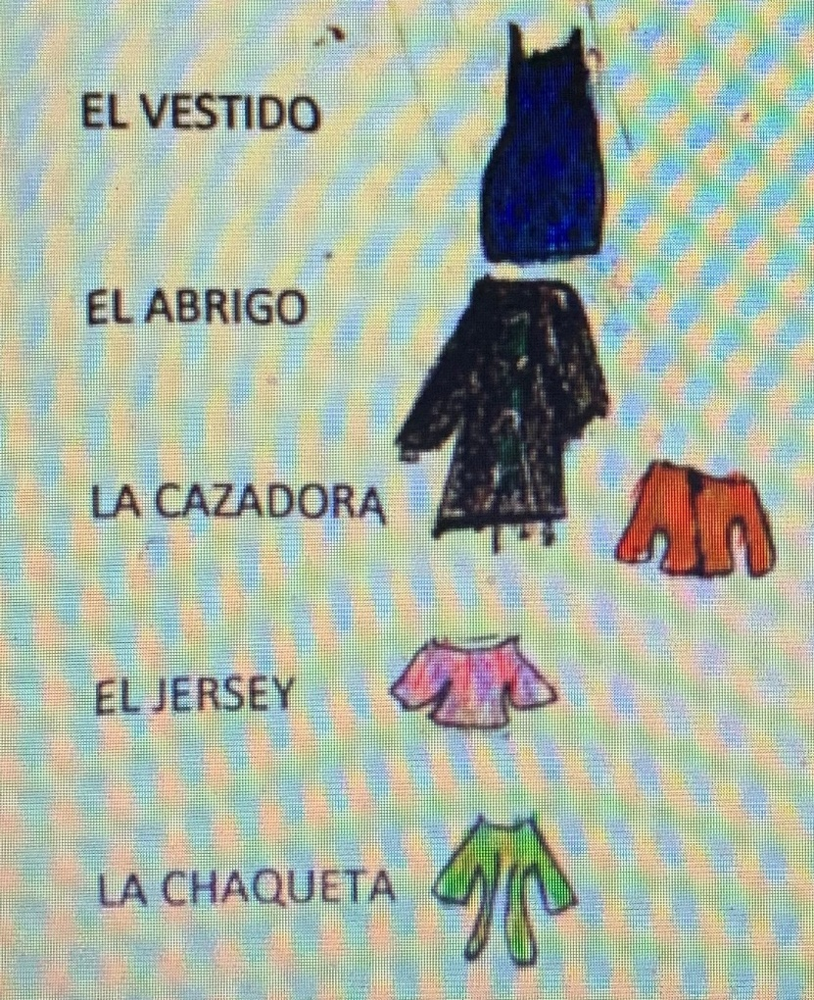 EL VESTIDO
EL ABRIGO
LA CAZADORA
EL JERSEY
LA CHAQUETA